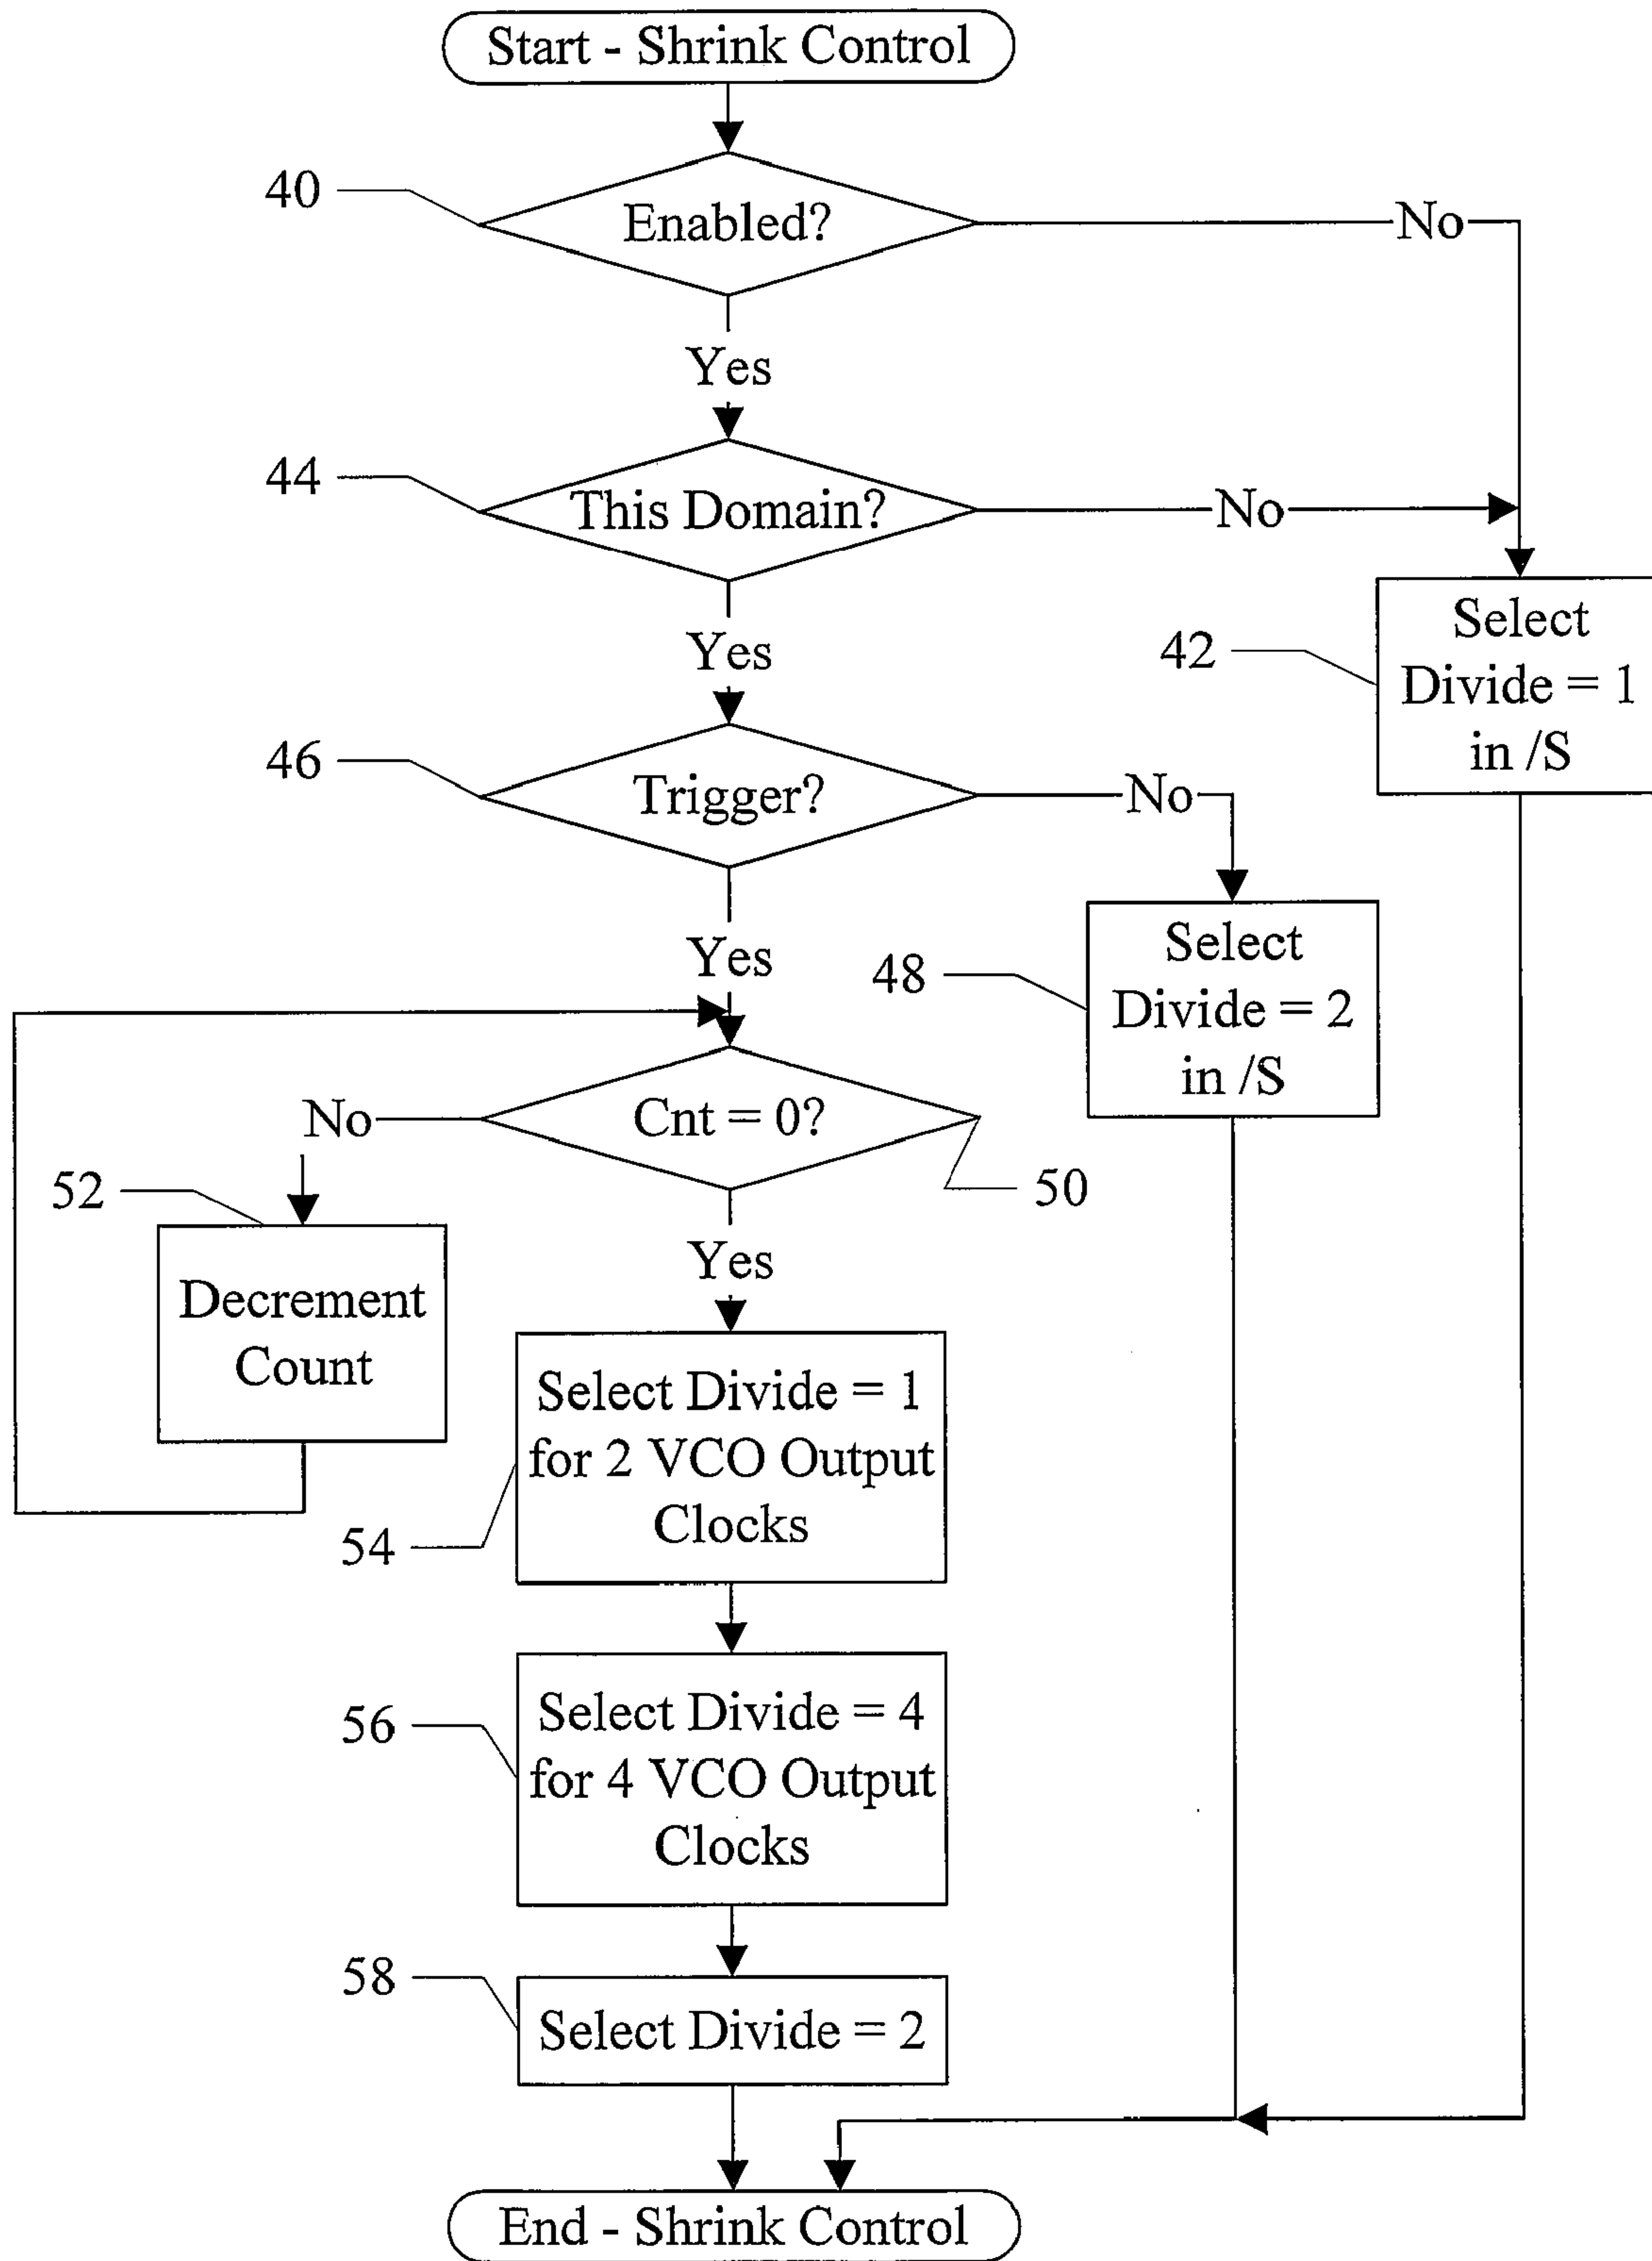 Start - Shrink Control
40
Enabled?
No
Yes
44
This Domain?
No
Yes
42
Select
Divide = 1
in /S
46
Trigger?
No
Yes
48
Select
Divide = 2
in /S
No
Cnt = 0?
50
52
Yes
Decrement
Count
Select Divide = 1
for 2 VCO Output
Clocks
54
56
Select Divide = 4
for 4 VCO Output
Clocks
58
Select Divide = 2
End - Shrink Control